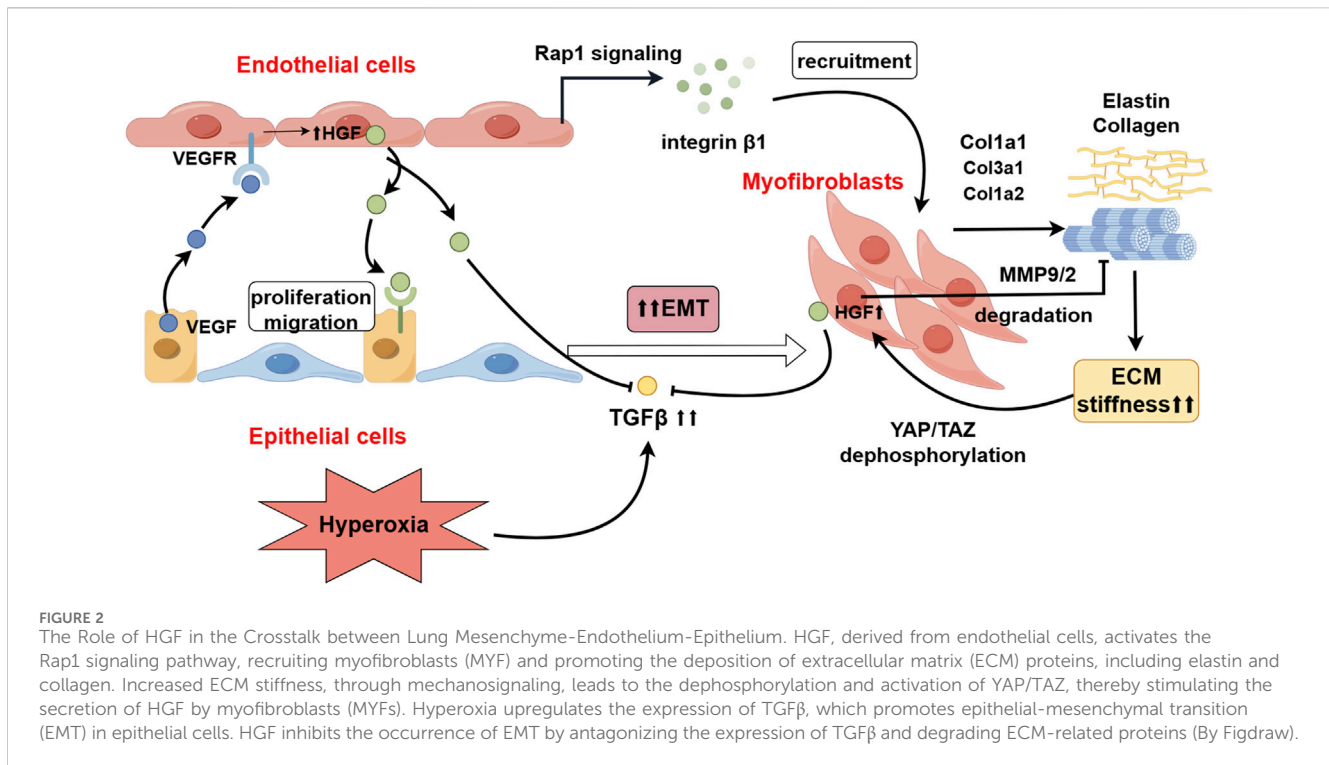 Rap1 signaling
Endothelial cells
recruitment
Elastin
Collagen
↑HGF
VEGFR
integrin β1
Col1a1
Col3a1
Col1a2
Myofibroblasts
proliferation
migration
VEGF
↑↑EMT
HGF↑
MMP9/2
degradation
ECM
stiffness↑↑
TGFβ ↑↑
YAP/TAZ
dephosphorylation
Epithelial cells
Hyperoxia
FIGURE 2
The Role of HGF in the Crosstalk between Lung Mesenchyme-Endothelium-Epithelium. HGF, derived from endothelial cells, activates the
Rap1 signaling pathway, recruiting myofibroblasts (MYF) and promoting the deposition of extracellular matrix (ECM) proteins, including elastin and
collagen. Increased ECM stiffness, through mechanosignaling, leads to the dephosphorylation and activation of YAP/TAZ, thereby stimulating the
secretion of HGF by myofibroblasts (MYFs). Hyperoxia upregulates the expression of TGFβ, which promotes epithelial-mesenchymal transition
(EMT) in epithelial cells. HGF inhibits the occurrence of EMT by antagonizing the expression of TGFβ and degrading ECM-related proteins (By Figdraw).